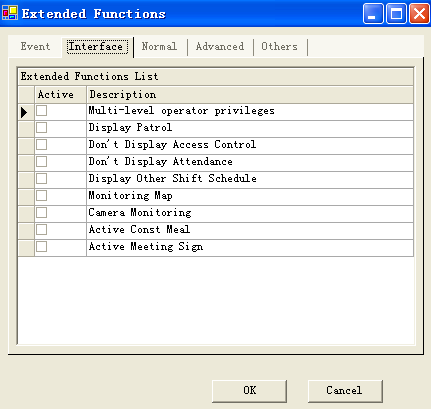 Extended Functions
Event Interface Normal Advanced Others
Extended Functions List
Active Description
Multi-level operator privileges
Display Patrol
Don't Display Access Control
Don't Display Attendance
Display Other Shift Schedule
Monitoring Map
Camera Monitoring
Active Const Meal
Active Meeting Sign
OK Cancel